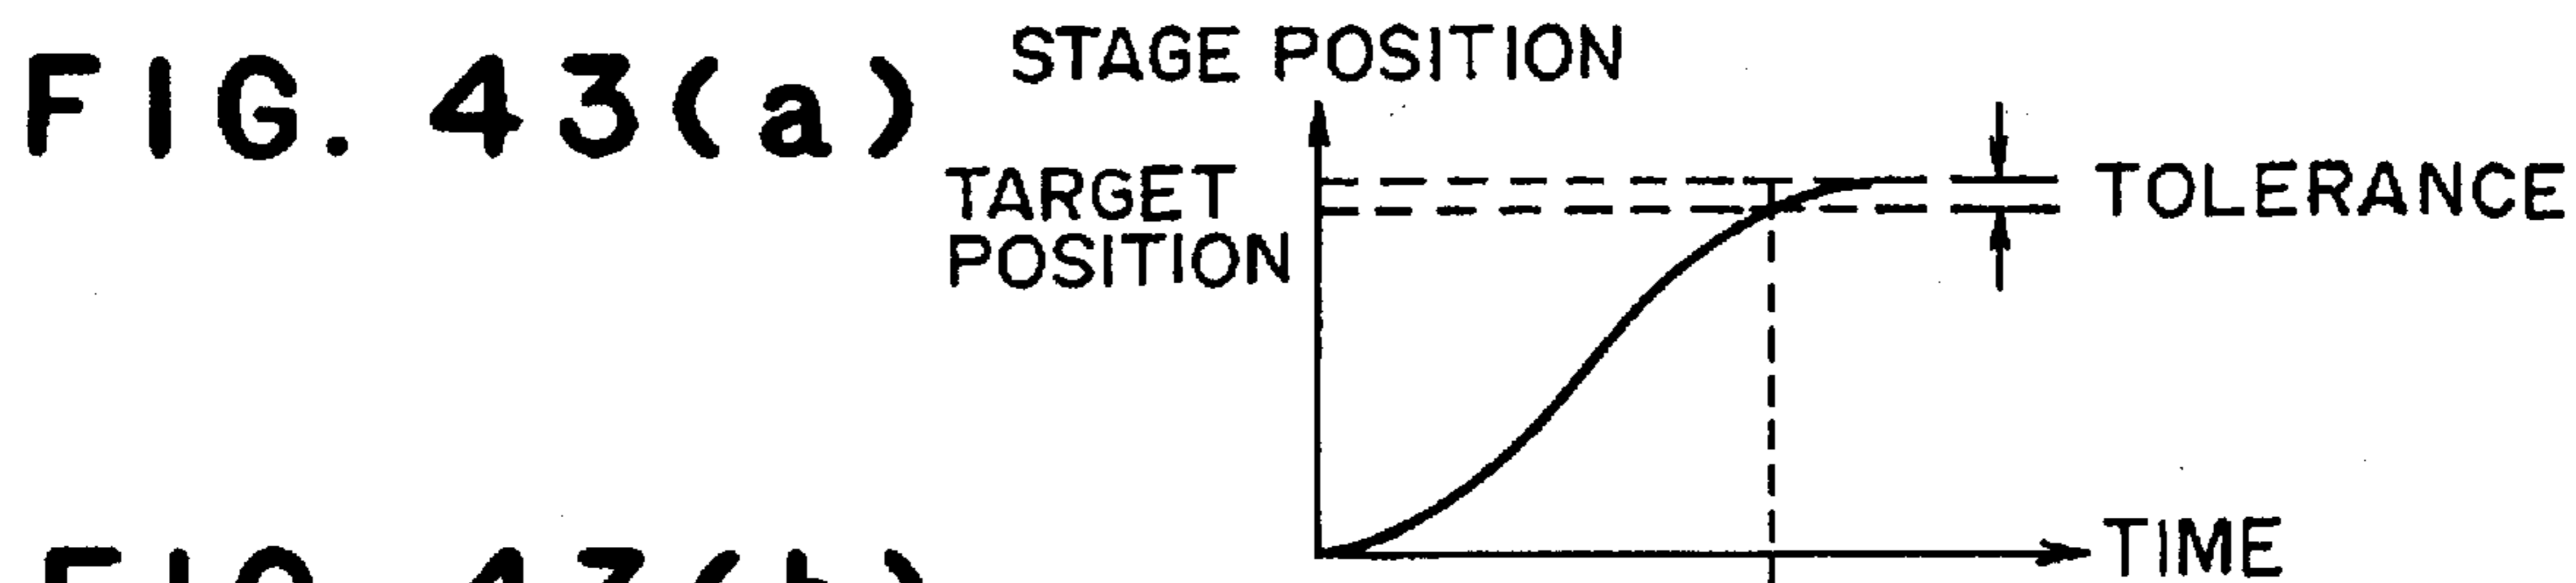 FIG. 43(a)
STAGE POSITION
TARGET
POSITION
TOLERANCE
TIME